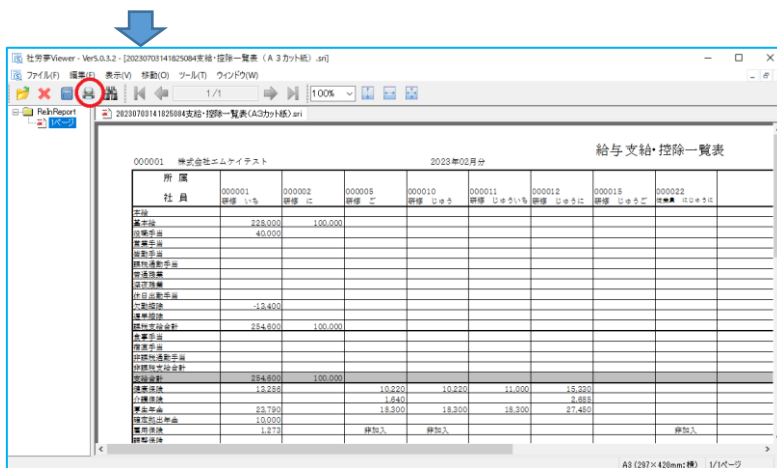 社労夢Viewer - Ver5.0.3.2 - [20230703141825084支給・控除一覧表（Ａ３カット紙）.sri]
ファイル(F) 編集(E) 表示(V) 移動(O) ツール(T) ウィンドウ(W)
1/1 100%
ReInReport
1ページ
20230703141825084支給・控除一覧表(A3カット紙).sri
給与 支給・控除一覧表
000001 株式会社エムケイテスト 2023年02月分
所 属
社 員
000001 000002 000005 000010 000011 000012 000015 000022
研修 いち 研修 に 研修 ご 研修 じゅう 研修 じゅういち 研修 じゅうに 研修 じゅうご 従業員 にじゅうに
本給
基本給 228,000 100,000
役職手当 40,000
営業手当
皆勤手当
課税通勤手当
普通残業
深夜残業
休日出勤手当
欠勤控除 -13,400
遅早控除
課税支給合計 254,600 100,000
食事手当
宿直手当
非課税通勤手当
非課税支給合計
支給合計 254,600 100,000
健康保険 13,286 10,220 10,220 11,000 15,330
介護保険 1,640 2,685
厚生年金 23,790 18,300 18,300 18,300 27,450
確定拠出年金 10,000
雇用保険 1,273 非加入 非加入 非加入
調整保険
A3 (297×420mm:横) 1/1ページ